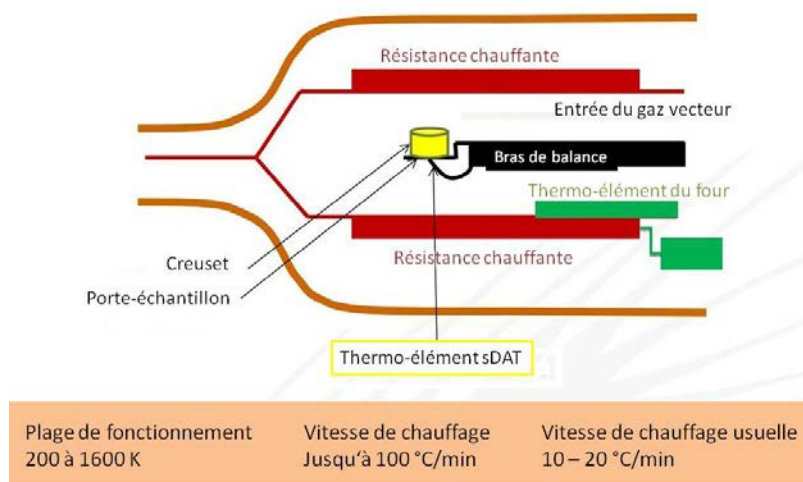 Résistance chauffante
Entrée du gaz vecteur
Bras de balance
Thermo-élément du four
Creuset
Résistance chauffante
Porte-échantillon
Thermo-élément sDAT
Plage de fonctionnement
200 à 1600 K
Vitesse de chauffage
Jusqu'à 100 °C/min
Vitesse de chauffage usuelle
10 – 20 °C/min